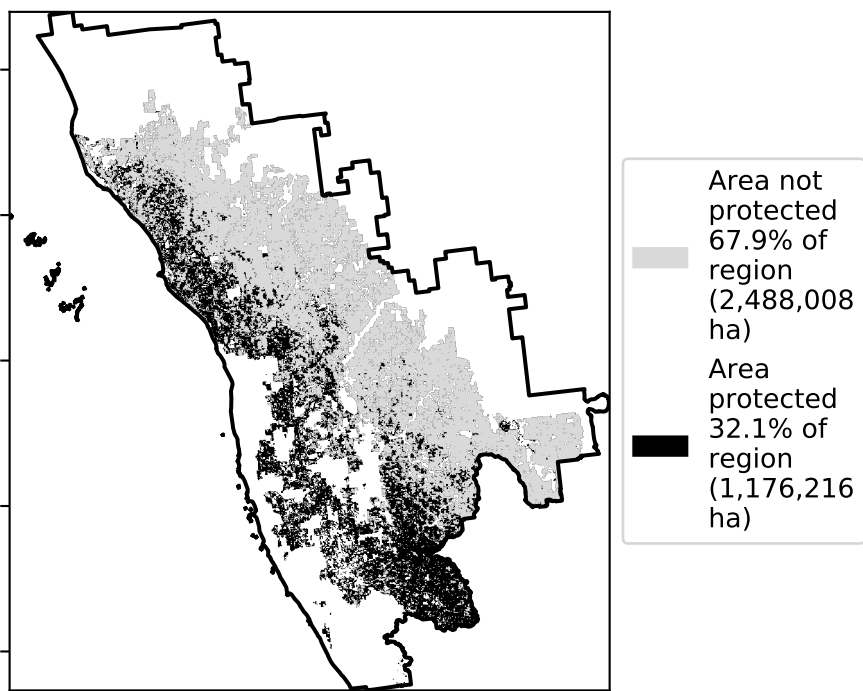 Area not
protected
67.9% of
region
(2,488,008
ha)
Area
protected
32.1% of
region
(1,176,216
ha)